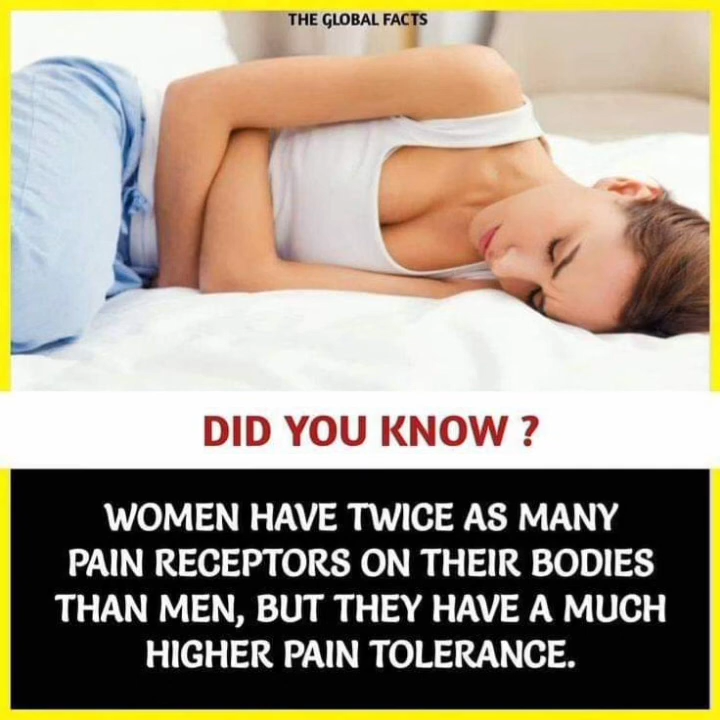 THE GLOBAL FACTS
DID YOU KNOW ?
WOMEN HAVE TWICE AS MANY
PAIN RECEPTORS ON THEIR BODIES
THAN MEN, BUT THEY HAVE A MUCH
HIGHER PAIN TOLERANCE.